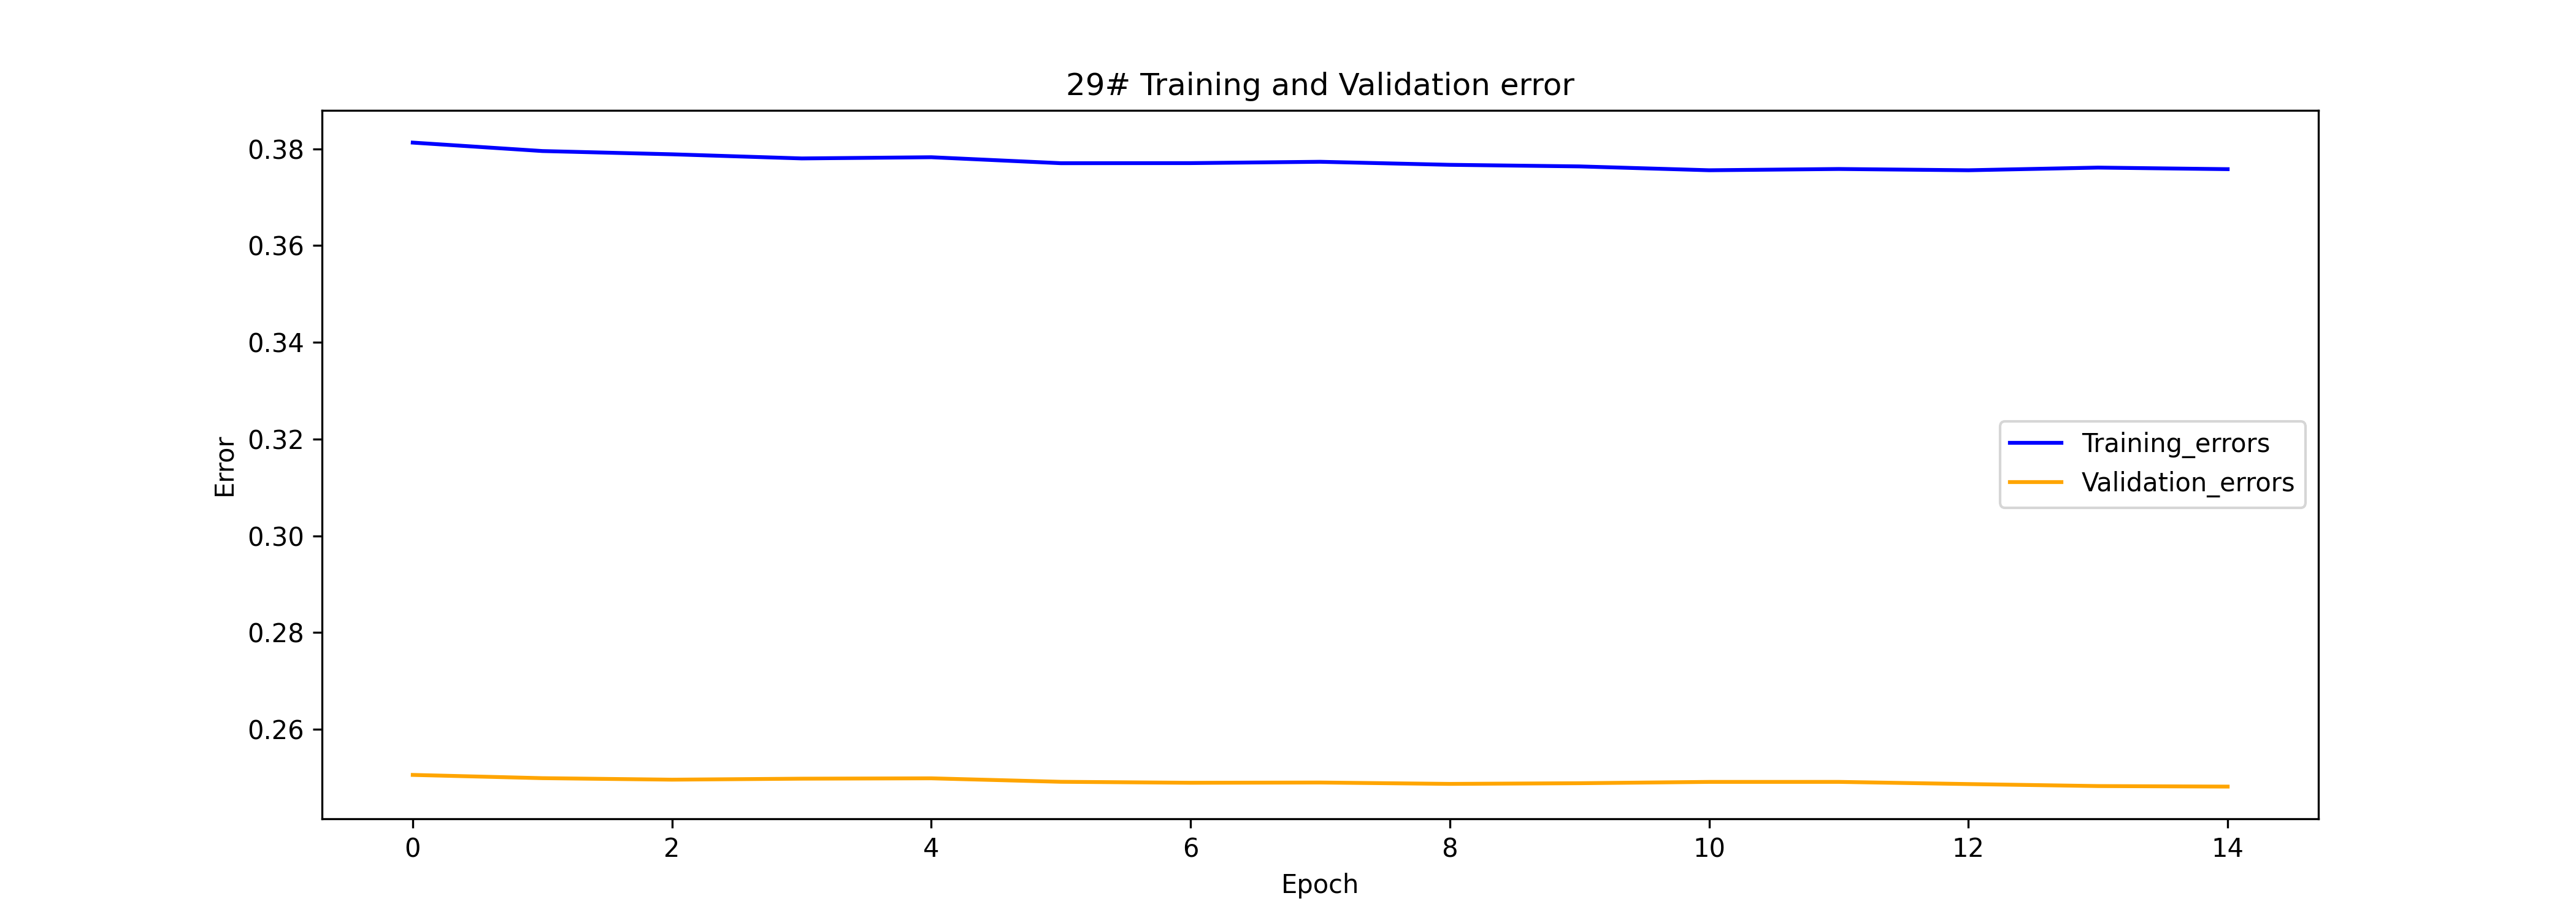 29# Training and Validation error
0.38
0.36
0.34
0.32
0.30
0.28
0.26
Error
Training_errors
Validation_errors
0 2 4 6 8 10 12 14
Epoch